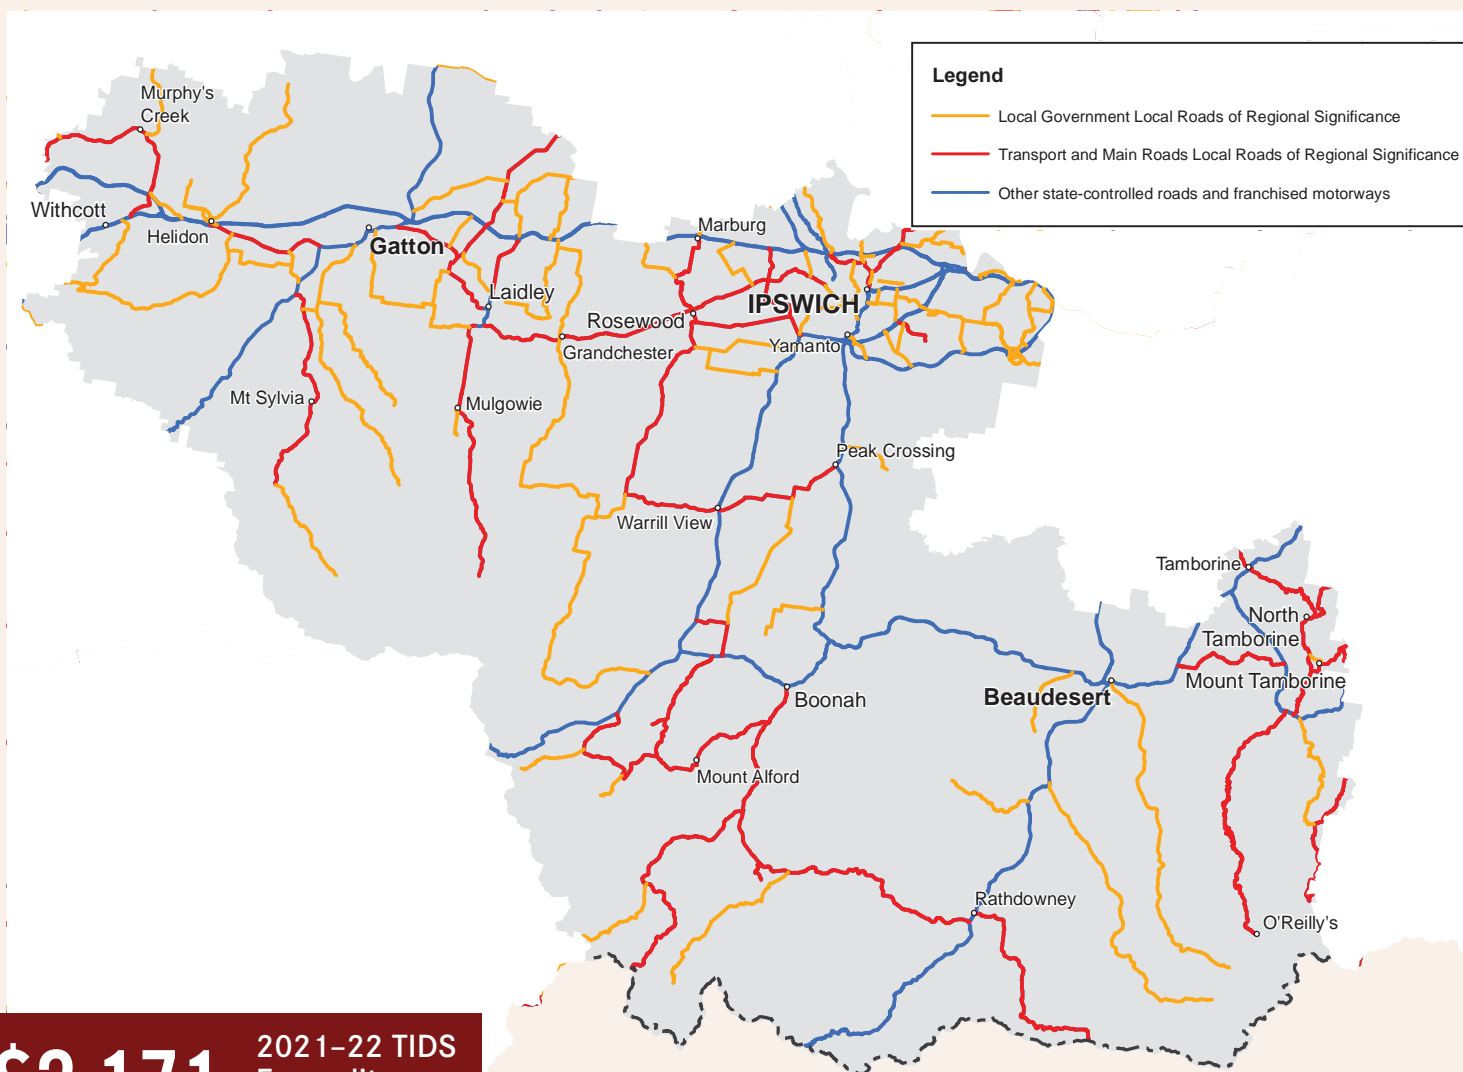 Legend
Local Government Local Roads of Regional Significance
Transport and Main Roads Local Roads of Regional Significance
Other state-controlled roads and franchised motorways
Murphy's
Creek
Withcott
Helidon
Gatton
Marburg
Laidley
IPSWICH
Rosewood
Grandchester
Yamanto
Mt Sylvia
Mulgowie
Peak Crossing
Warrill View
Tamborine
North
Tamborine
Mount Tamborine
Beaudesert
Boonah
Mount Alford
Rathdowney
O'Reilly's
$2,171
2021–22 TIDS